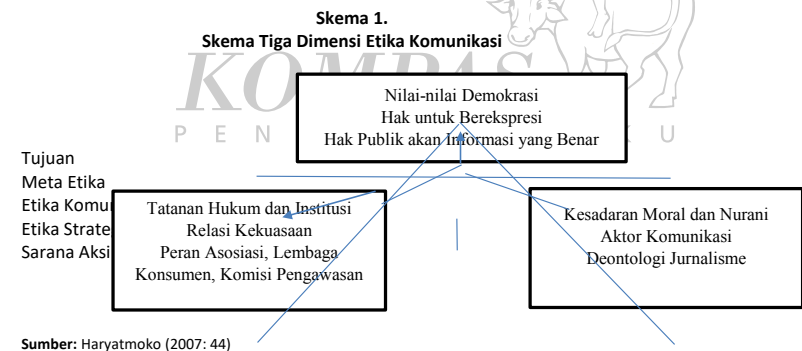 Skema 1.
Skema Tiga Dimensi Etika Komunikasi
KOMPAS
Nilai-nilai Demokrasi
Hak untuk Berekspresi
Hak Publik akan Informasi yang Benar
Tujuan
Meta Etika
Etika
Etika
Sarana Aksi
Tatanan Hukum dan Institusi
Relasi Kekuasaan
Peran Asosiasi, Lembaga
Konsumen, Komisi Pengawasan
Kesadaran Moral dan Nurani
Aktor Komunikasi
Deontologi Jurnalisme
Sumber: Haryatmoko (2007: 44)